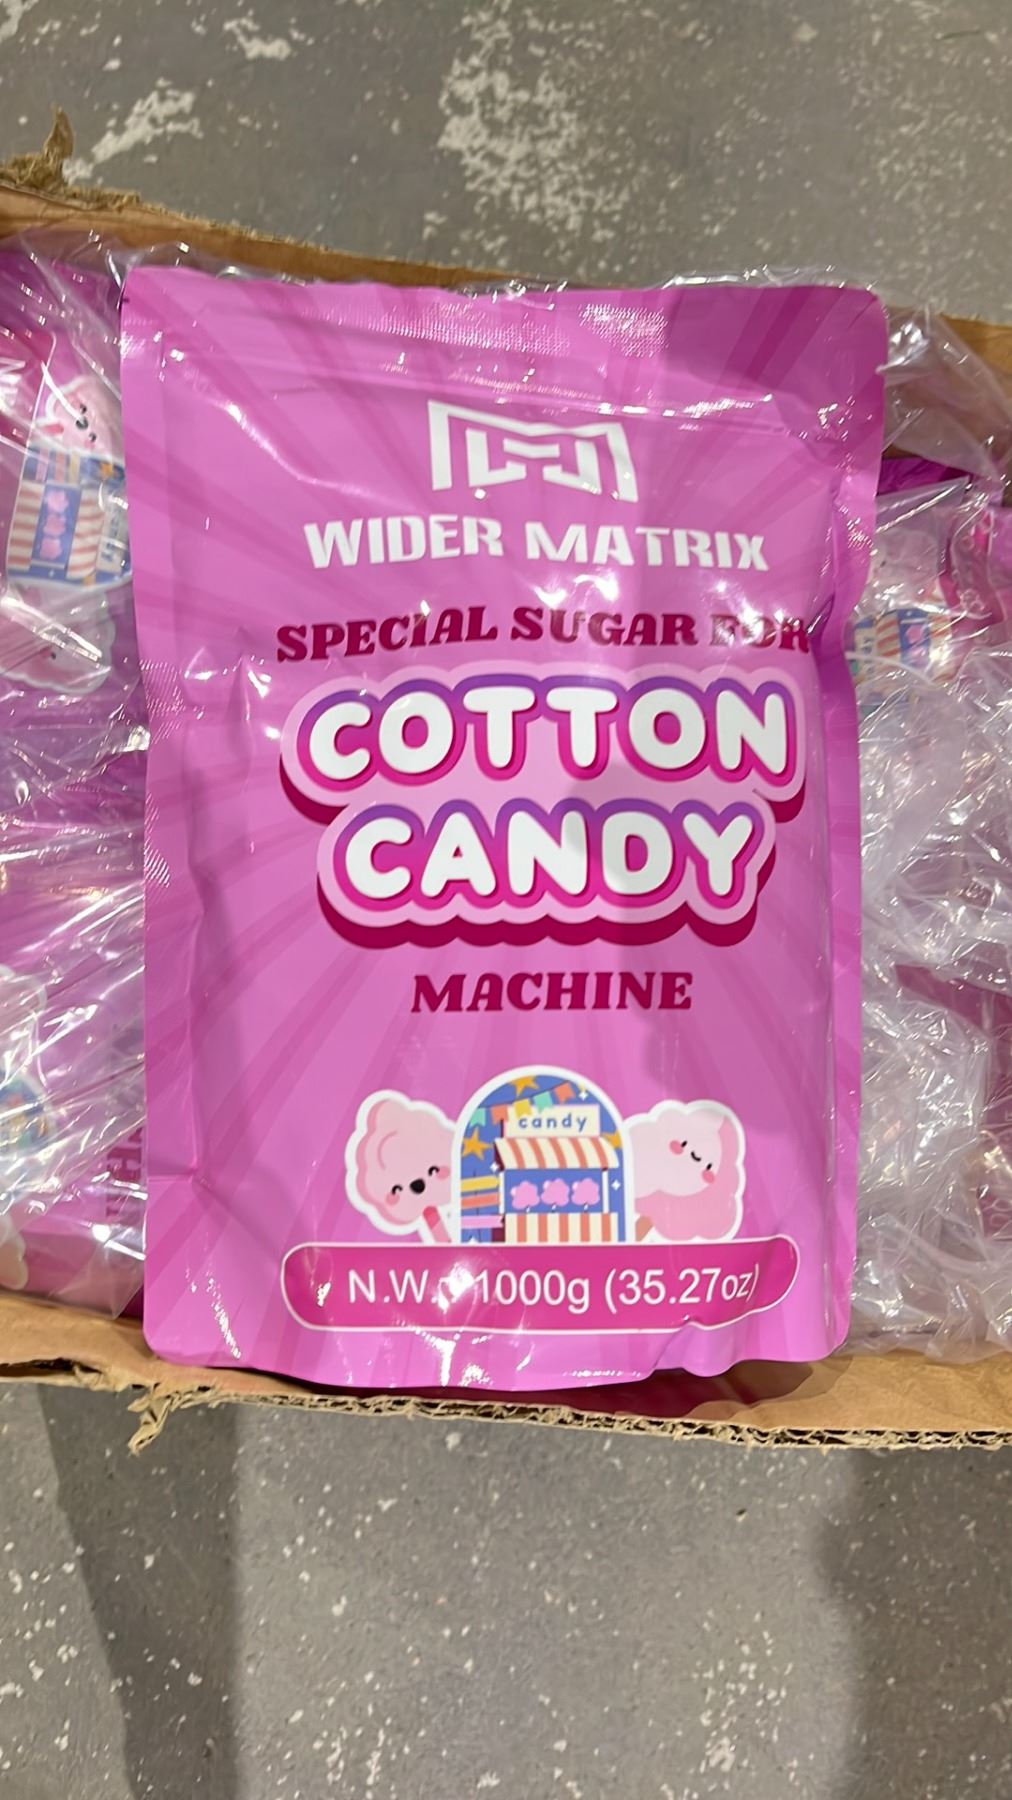 WIDER MATRIX
SPECIAL SUGAR FOR
COTTON
CANDY
MACHINE
candy
N.W.: 1000g (35.27oz)